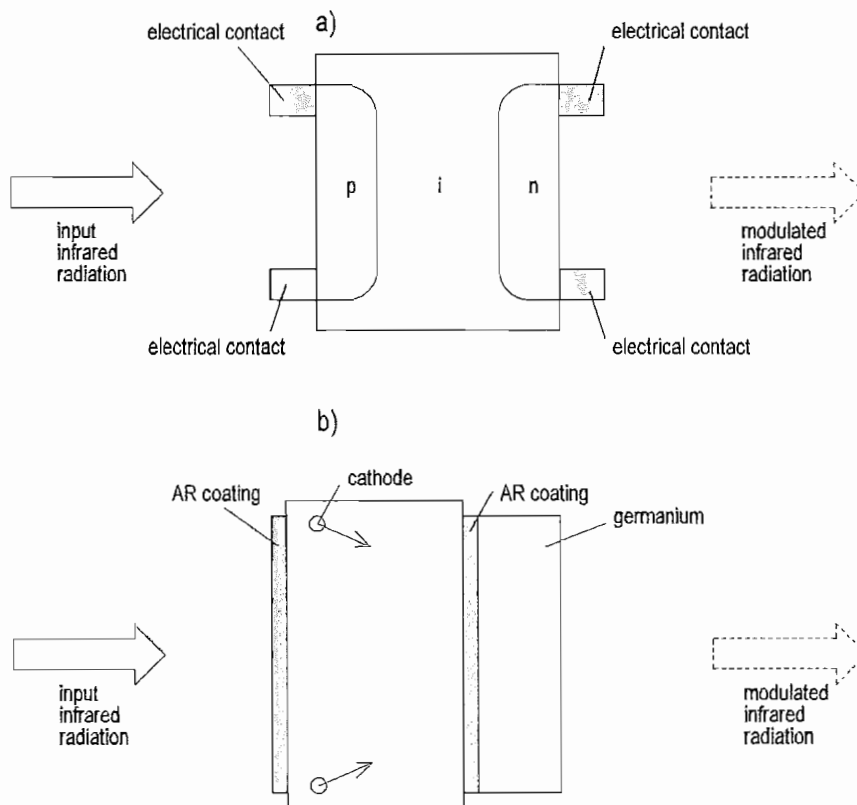 a)
electrical contact
electrical contact
p
i
n
input
infrared
radiation
modulated
infrared
radiation
electrical contact
electrical contact
b)
cathode
AR coating
AR coating
germanium
input
infrared
radiation
modulated
infrared
radiation